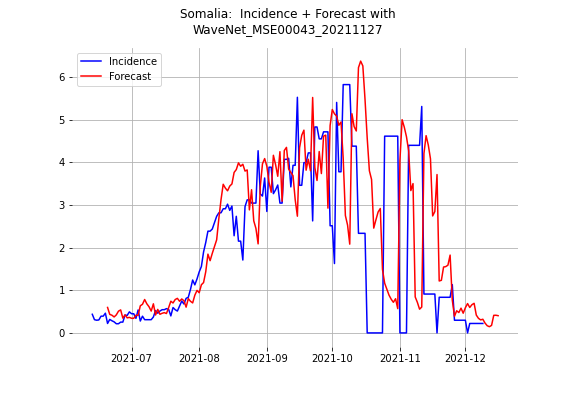 Somalia:  Incidence + Forecast with
WaveNet_MSE00043_20211127
Incidence
Forecast
6
5
4
3
2
1
0
2021-07 2021-08 2021-09 2021-10 2021-11 2021-12